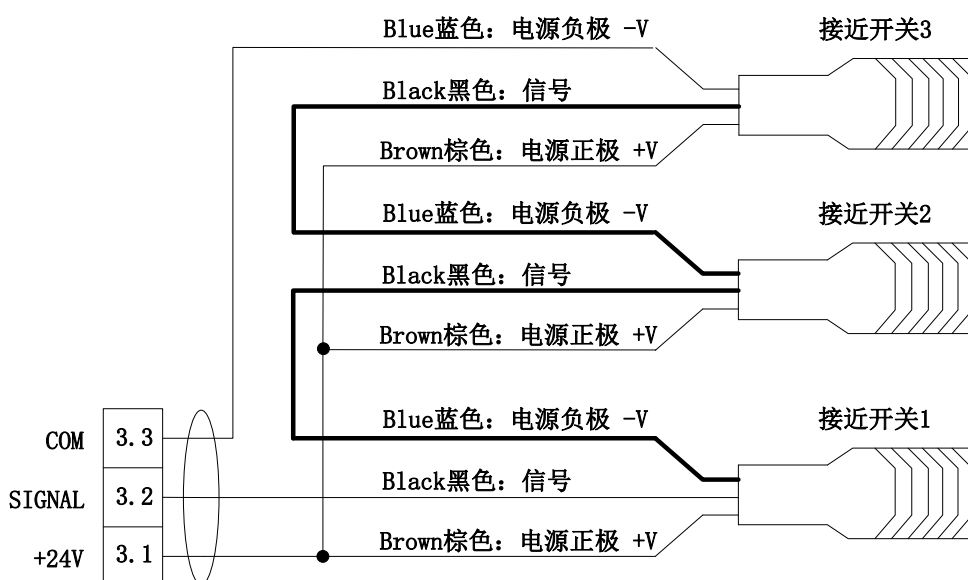 Blue蓝色：电源负极 -V
接近开关3
Black黑色：信号
Brown棕色：电源正极 +V
Blue蓝色：电源负极 -V
接近开关2
Black黑色：信号
Brown棕色：电源正极 +V
Blue蓝色：电源负极 -V
接近开关1
COM 3.3
Black黑色：信号
SIGNAL 3.2
Brown棕色：电源正极 +V
+24V 3.1